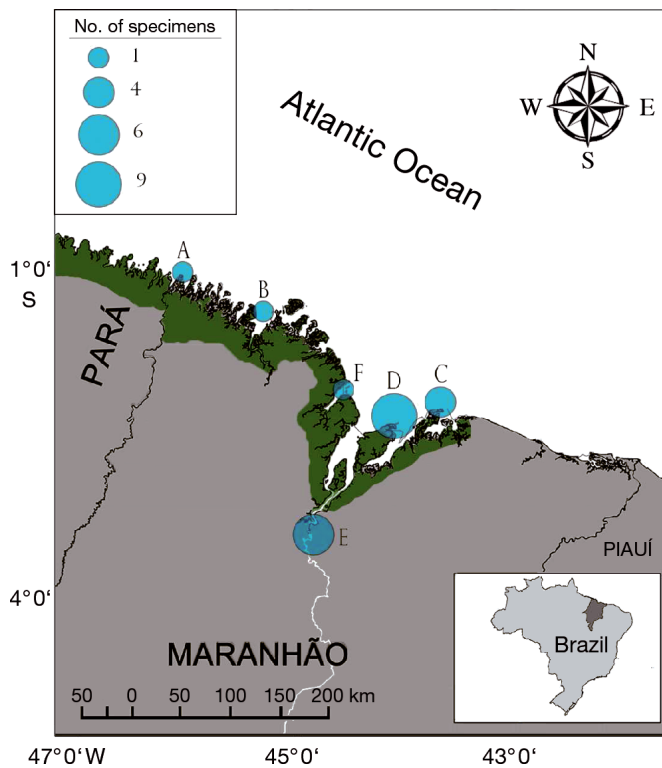 No. of specimens
1
4
6
9
N
W E
S
Atlantic Ocean
1°0‘
S
A
B
PARÁ
F
D
C
E
PIAUÍ
4°0‘
Brazil
MARANHÃO
50 0 50 100 150 200 km
47°0‘W 45°0‘ 43°0‘